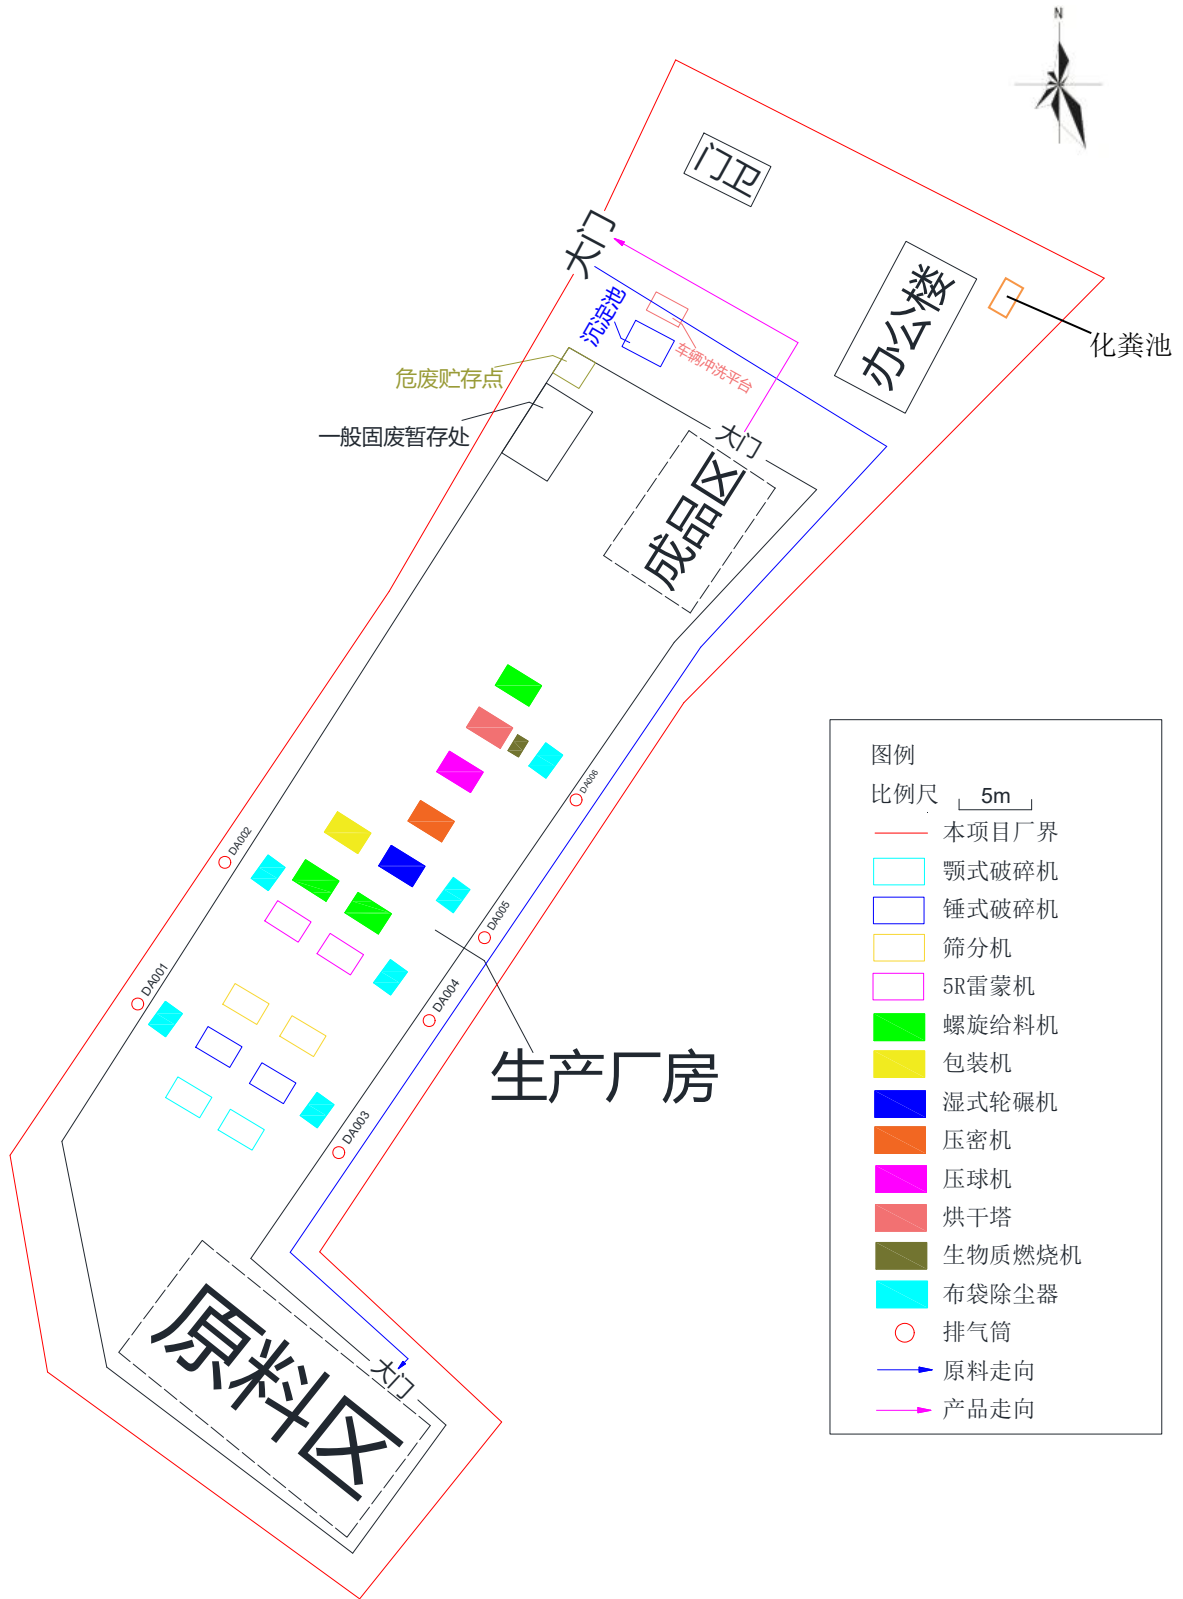 N
门卫
大门
办公楼
化粪池
沉淀池
车辆冲洗平台
危废贮存点
一般固废暂存处
大门
成品区
DA006
DA002
DA005
DA001
DA004
生产厂房
DA003
原料区
大门
图例
比例尺 5m
本项目厂界
颚式破碎机
锤式破碎机
筛分机
5R雷蒙机
螺旋给料机
包装机
湿式轮碾机
压密机
压球机
烘干塔
生物质燃烧机
布袋除尘器
排气筒
原料走向
产品走向